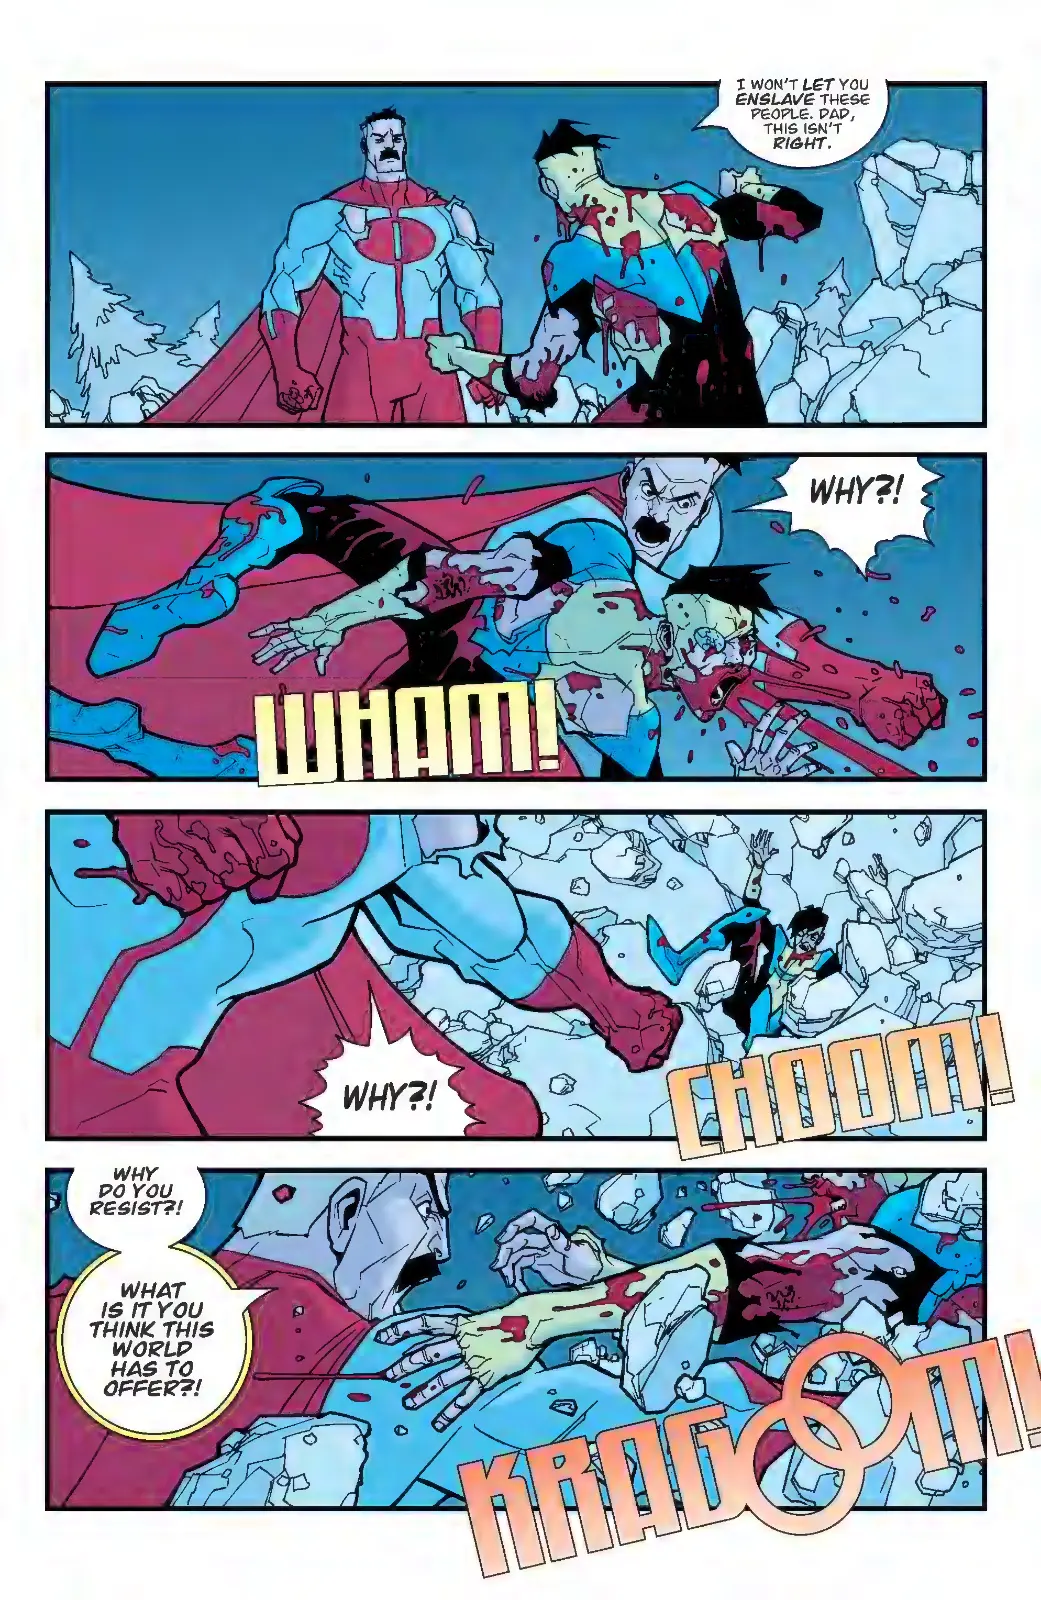 I WON'T LET YOU
ENSLAVE THESE
PEOPLE. DAD,
THIS ISN'T
RIGHT.
WHY?!
WHAM!
WHY?!
CHOOM!
WHY
DO YOU
RESIST?!
WHAT
IS IT YOU
THINK THIS
WORLD
HAS TO
OFFER?!
KRAGOOM!